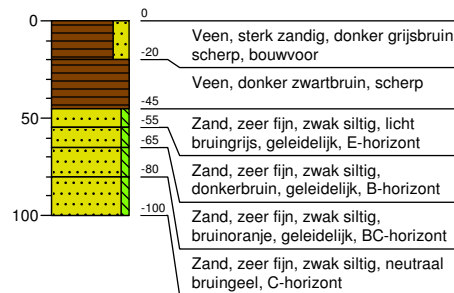 0
50
100
0
Veen, sterk zandig, donker grijsbruin,
scherp, bouwvoor
-20
Veen, donker zwartbruin, scherp
-45
Zand, zeer fijn, zwak siltig, licht
bruingrijs, geleidelijk, E-horizont
-55
Zand, zeer fijn, zwak siltig,
donkerbruin, geleidelijk, B-horizont
-65
Zand, zeer fijn, zwak siltig,
bruinoranje, geleidelijk, BC-horizont
-80
Zand, zeer fijn, zwak siltig, neutraal
bruingeel, C-horizont
-100